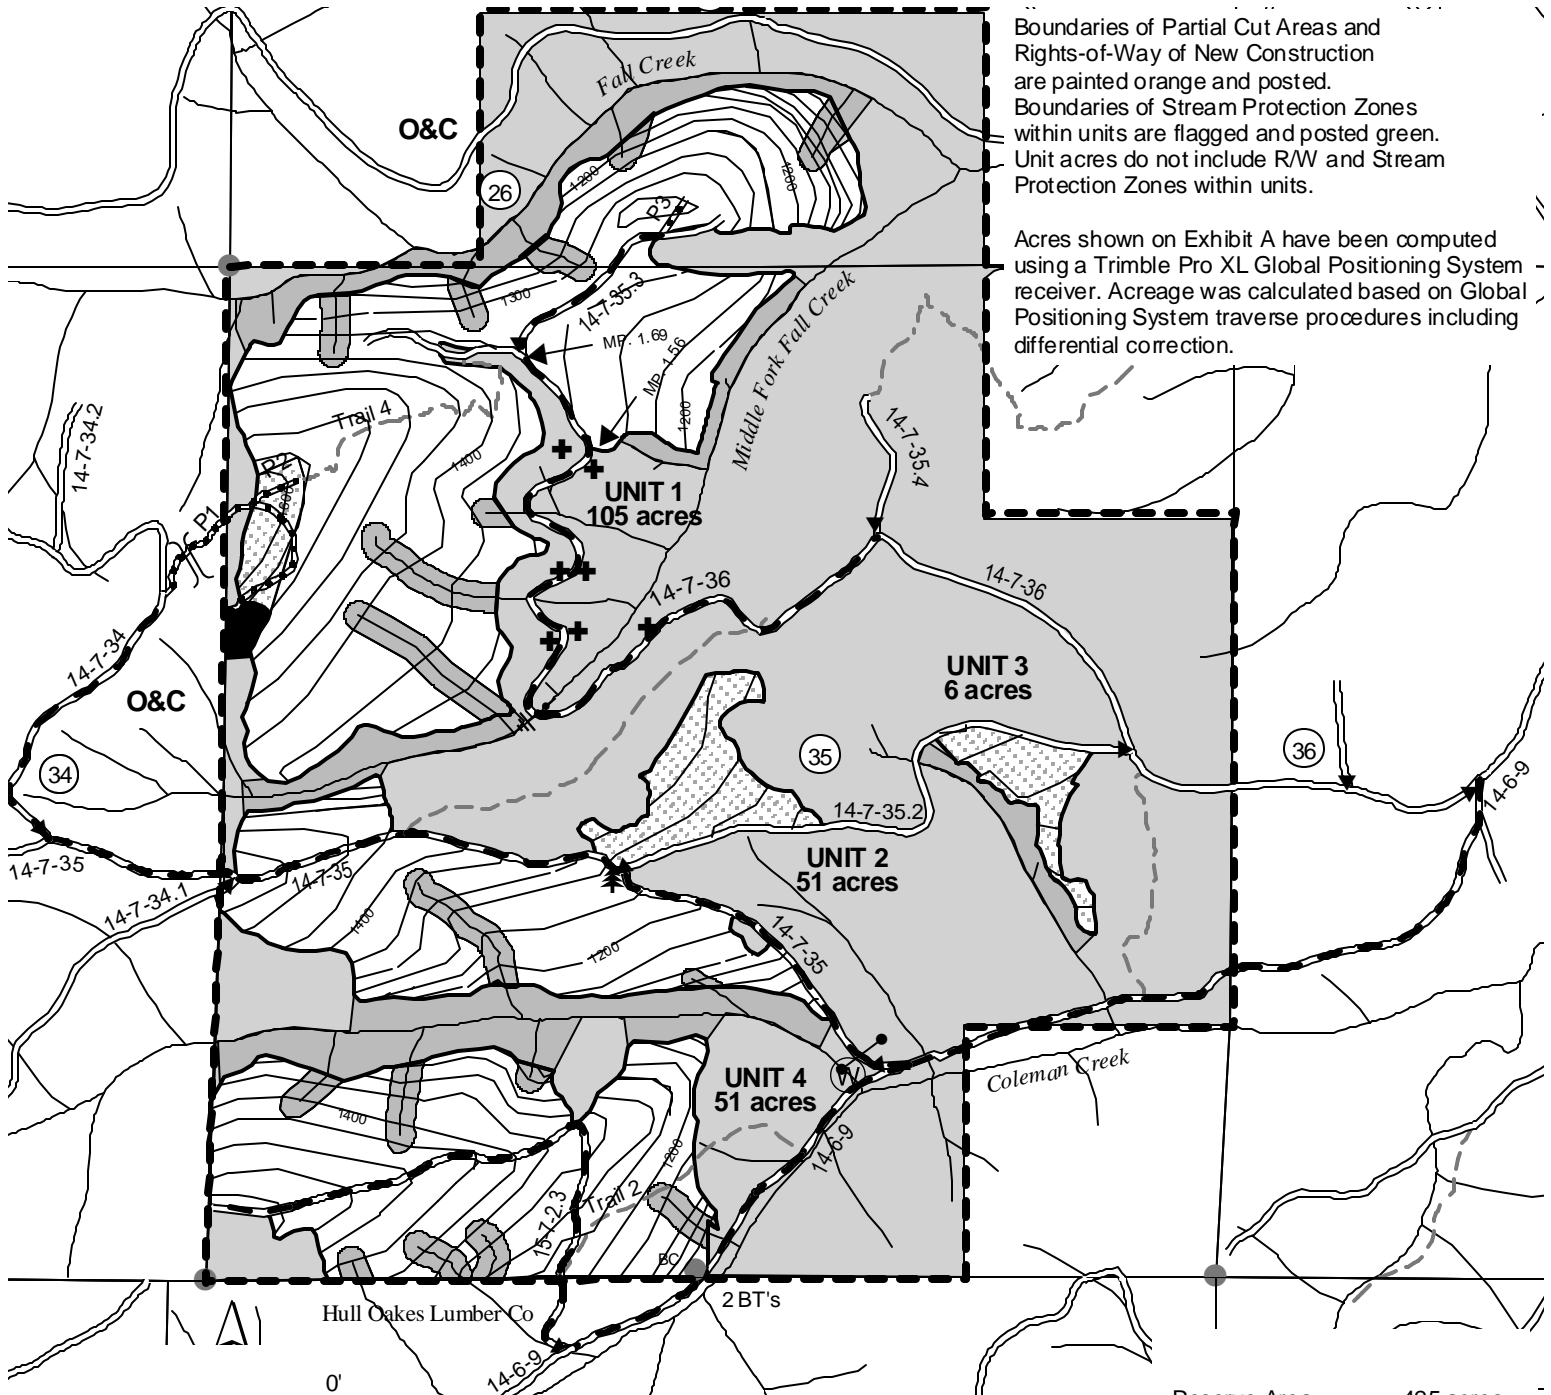 Boundaries of Partial Cut Areas and
Rights-of-Way of New Construction
are painted orange and posted.
Boundaries of Stream Protection Zones
within units are flagged and posted green.
Unit acres do not include R/W and Stream
Protection Zones within units.
Acres shown on Exhibit A have been computed
using a Trimble Pro XL Global Positioning System
receiver. Acreage was calculated based on Global
Positioning System traverse procedures including
differential correction.
Fall Creek
O&C
26
1200
1200
P3
14-7-35.3
1300
MP. 1.69
MP. 1.56
1200
Middle Fork Fall Creek
14-7-34.2
Trail 4
1400
P2
P1
14-7-35.4
UNIT 1
105 acres
14-7-36
14-7-36
14-7-34
O&C
UNIT 3
6 acres
34
35
36
14-6-9
14-7-35.2
14-7-35
14-7-35
14-7-34.1
UNIT 2
51 acres
1400
1200
14-7-35
UNIT 4
51 acres
W
Coleman Creek
1400
1200
14-6-9
15-7-2.3
Trail 2
BC
2 BT's
Hull Oakes Lumber Co
14-6-9
0'